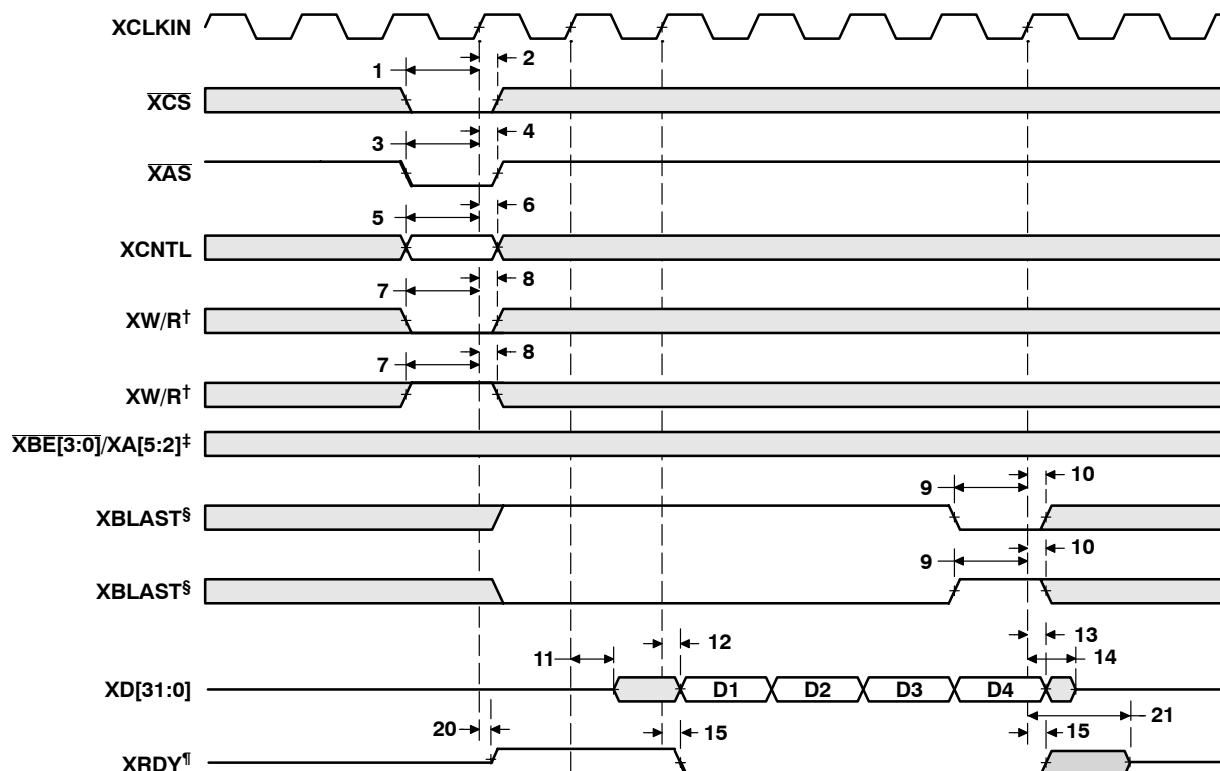 XCLKIN
1
2
XCS
3
4
XAS
5
6
XCNTL
7
8
XW/R†
7
8
XW/R†
XBE[3:0]/XA[5:2]‡
9
10
XBLAST§
9
10
XBLAST§
11
12
13
14
XD[31:0]
D1
D2
D3
D4
20
15
15
21
XRDY¶